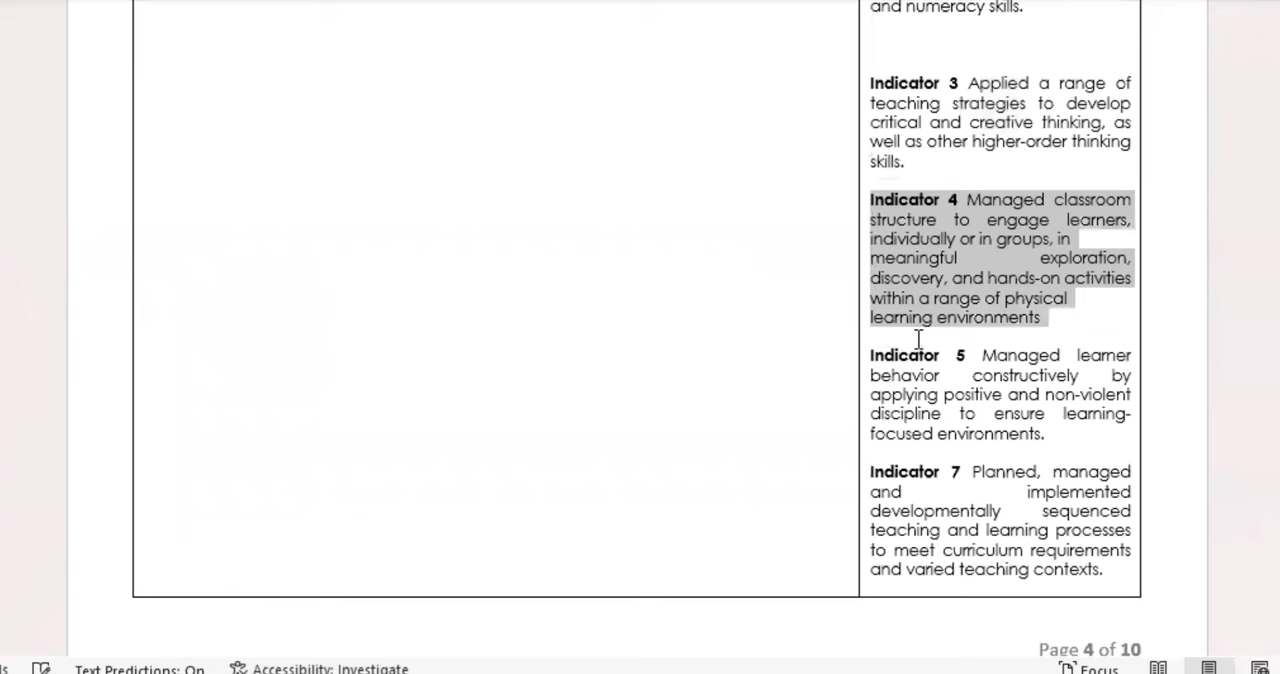 and numeracy skills.
Indicator 3 Applied a range of
teaching strategies to develop
critical and creative thinking, as
well as other higher-order thinking
skills.
Indicator 4 Managed classroom
structure to engage learners,
individually or in groups, in
meaningful exploration,
discovery, and hands-on activities
within a range of physical
learning environments
Indicator 5 Managed learner
behavior constructively by
applying positive and non-violent
discipline to ensure learning-
focused environments.
Indicator 7 Planned, managed
and implemented
developmentally sequenced
teaching and learning processes
to meet curriculum requirements
and varied teaching contexts.
Page 4 of 10
Text Predictions: On Accessibility: Investigate Focus